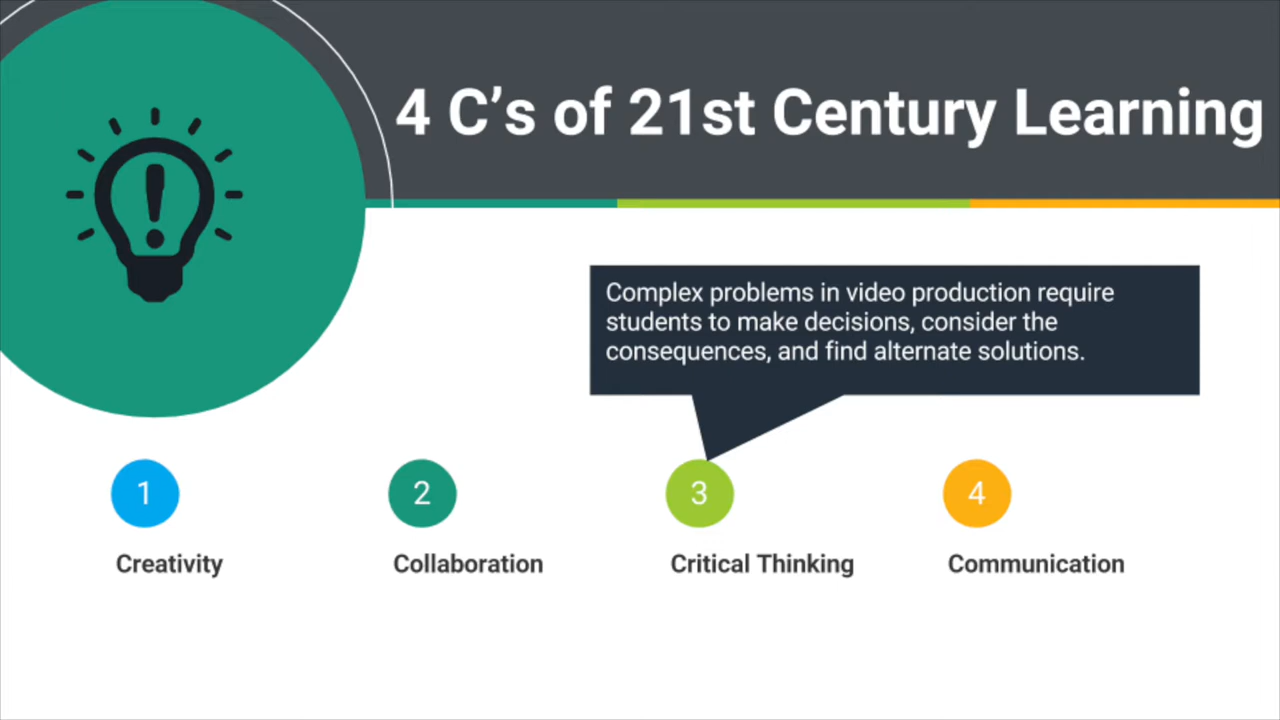 4 C’s of 21st Century Learning
Complex problems in video production require
students to make decisions, consider the
consequences, and find alternate solutions.
1
2
3
4
Creativity
Collaboration
Critical Thinking
Communication